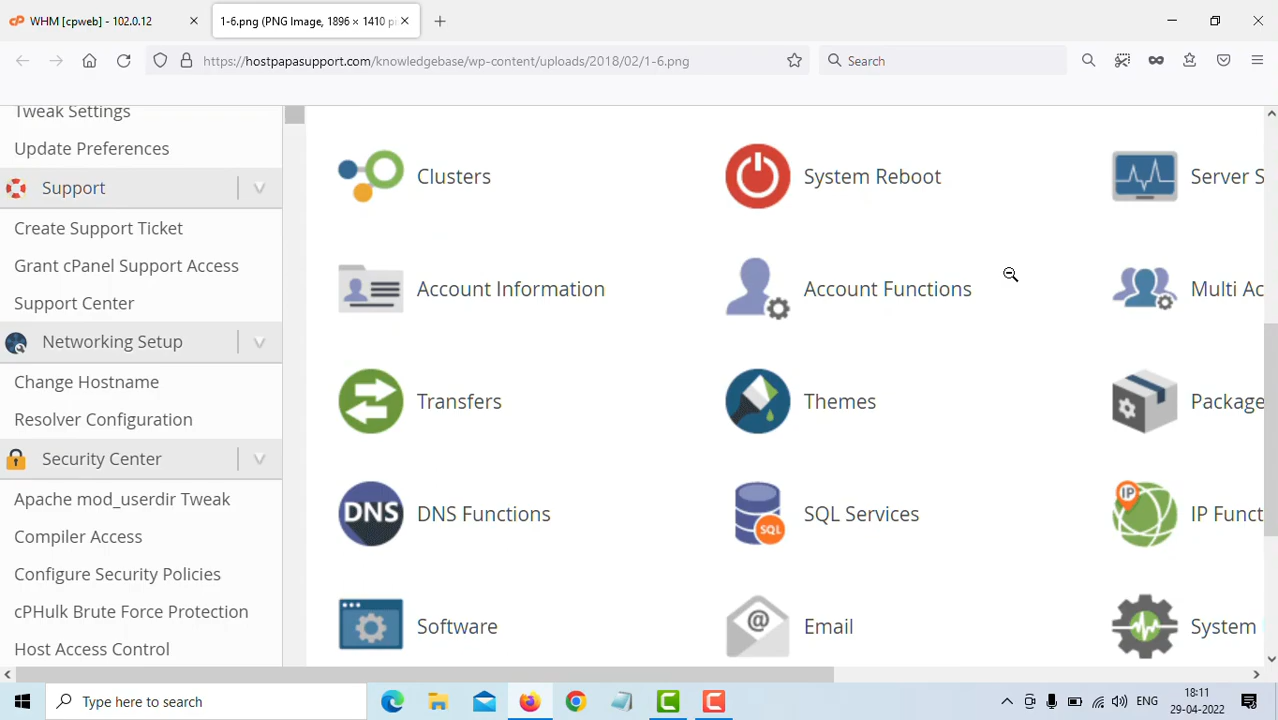 WHM [cpweb] - 102.0.12
1-6.png (PNG Image, 1896 × 1410 p
https://hostpapasupport.com/knowledgebase/wp-content/uploads/2018/02/1-6.png
Search
Tweak Settings
Update Preferences
Support
Create Support Ticket
Grant cPanel Support Access
Support Center
Networking Setup
Change Hostname
Resolver Configuration
Security Center
Apache mod_userdir Tweak
Compiler Access
Configure Security Policies
cPHulk Brute Force Protection
Host Access Control
Clusters
System Reboot
Server S
Account Information
Account Functions
Multi Ac
Transfers
Themes
Package
DNS
DNS Functions
SQL
SQL Services
IP
IP Funct
Software
@
Email
System
Type here to search
ENG
18:11
29-04-2022